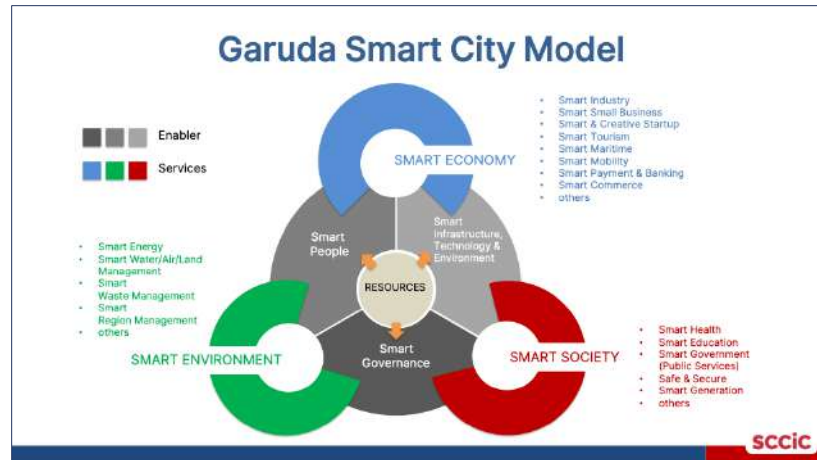 Garuda Smart City Model
Enabler
Services
SMART ECONOMY
• Smart Industry
• Smart Small Business
• Smart & Creative Startup
• Smart Tourism
• Smart Maritime
• Smart Mobility
• Smart Payment & Banking
• Smart Commerce
• others
Smart
People
Smart
Infrastructure,
Technology &
Environment
RESOURCES
Smart
Governance
• Smart Energy
• Smart Water/Air/Land
Management
• Smart
Waste Management
• Smart
Region Management
• others
SMART ENVIRONMENT
SMART SOCIETY
• Smart Health
• Smart Education
• Smart Government
(Public Services)
• Safe & Secure
• Smart Generation
• others
sccic